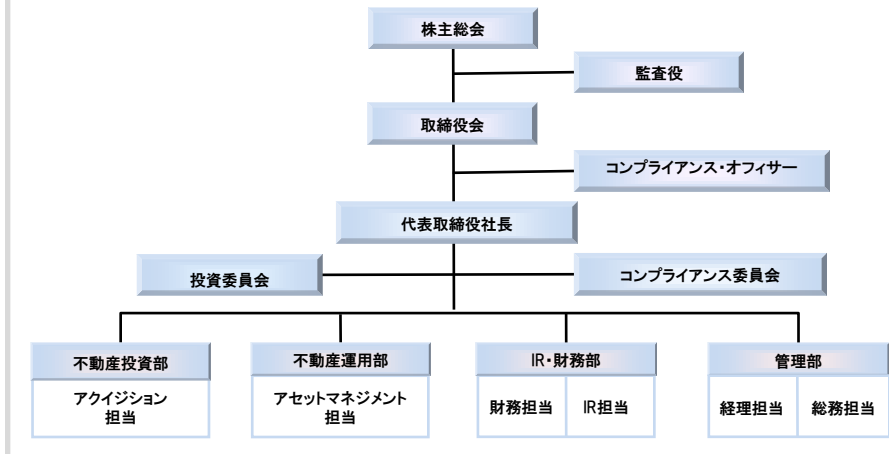 株主総会
監査役
取締役会
コンプライアンス・オフィサー
代表取締役社長
投資委員会
コンプライアンス委員会
不動産投資部
不動産運用部
IR・財務部
管理部
アクイジション
担当
アセットマネジメント
担当
財務担当
IR担当
経理担当
総務担当